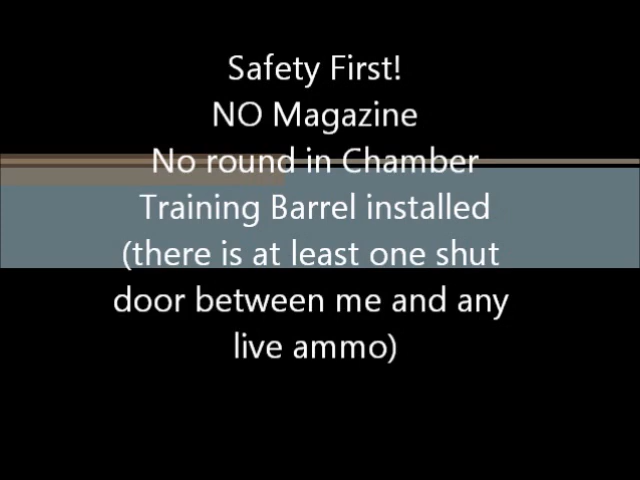 Safety First!
NO Magazine
No round in Chamber
Training Barrel installed
(there is at least one shut
door between me and any
live ammo)